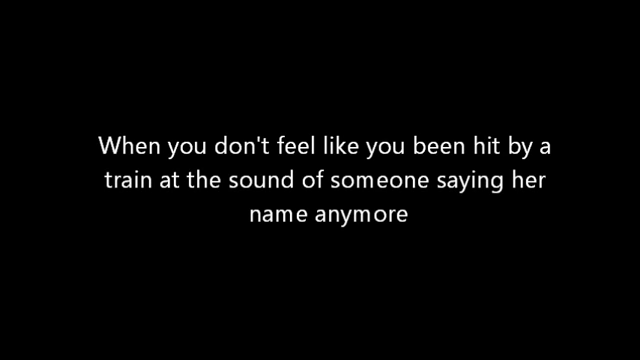 When you don't feel like you been hit by a
train at the sound of someone saying her
name anymore